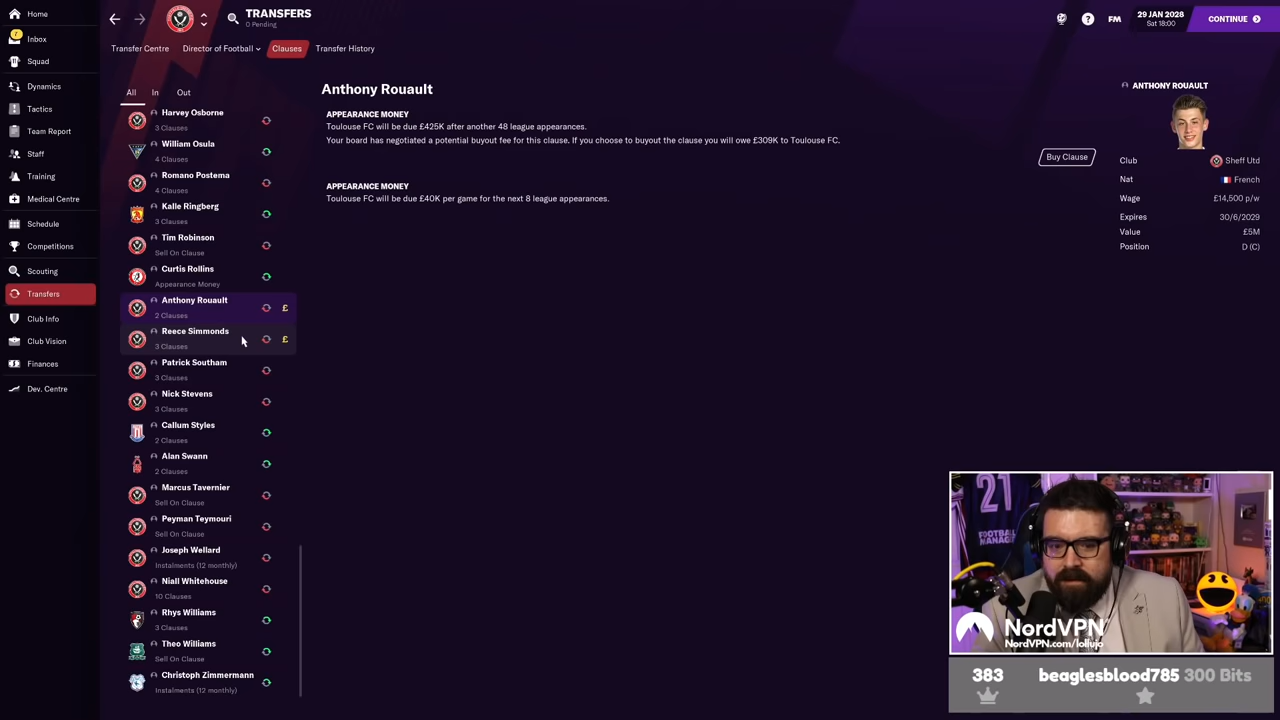 Home
Inbox
7
Squad
Dynamics
Tactics
Team Report
Staff
Training
Medical Centre
Schedule
Competitions
Scouting
Transfers
Club Info
Club Vision
Finances
Dev. Centre
TRANSFERS
0 Pending
FM
29 JAN 2028
Sat 18:00
CONTINUE
Transfer Centre
Director of Football
Clauses
Transfer History
All
In
Out
Harvey Osborne
3 Clauses
William Osula
4 Clauses
Romano Postema
4 Clauses
Kalle Ringberg
3 Clauses
Tim Robinson
Sell On Clause
Curtis Rollins
Appearance Money
Anthony Rouault
£
2 Clauses
Reece Simmonds
£
3 Clauses
Patrick Southam
3 Clauses
Nick Stevens
3 Clauses
Callum Styles
2 Clauses
Alan Swann
2 Clauses
Marcus Tavernier
Sell On Clause
Peyman Teymouri
Sell On Clause
Joseph Wellard
Instalments (12 monthly)
Niall Whitehouse
10 Clauses
Rhys Williams
3 Clauses
Theo Williams
Sell On Clause
Christoph Zimmermann
Instalments (12 monthly)
Anthony Rouault
APPEARANCE MONEY
Toulouse FC will be due £425K after another 48 league appearances.
Your board has negotiated a potential buyout fee for this clause. If you choose to buyout the clause you will owe £309K to Toulouse FC.
Buy Clause
APPEARANCE MONEY
Toulouse FC will be due £40K per game for the next 8 league appearances.
ANTHONY ROUAULT
Club Sheff Utd
Nat French
Wage £14,500 p/w
Expires 30/6/2029
Value £5M
Position D (C)
21
FOOTBALL
NordVPN
NordVPN.com/lollujo
383
beaglesblood785 300 Bits